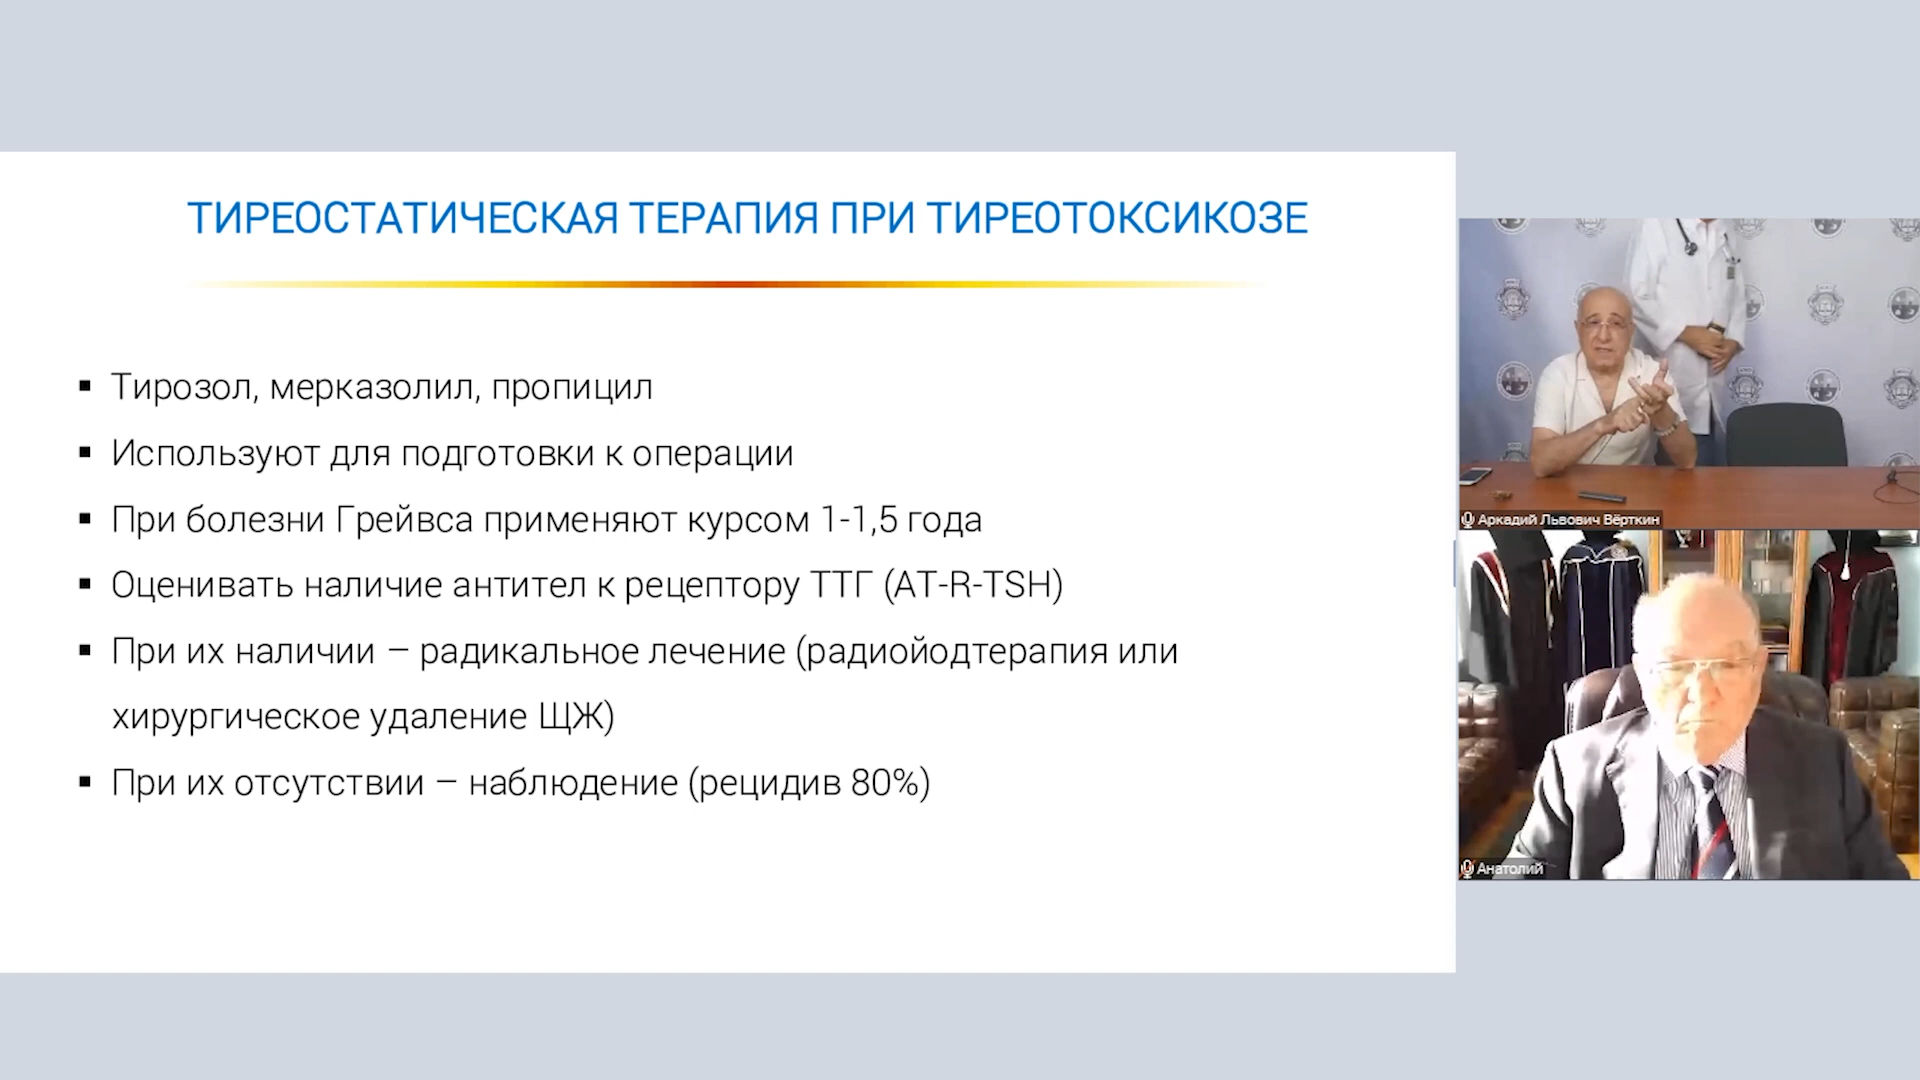 ТИРЕОСТАТИЧЕСКАЯ ТЕРАПИЯ ПРИ ТИРЕОТОКСИКОЗЕ
▪ Тирозол, мерказолил, пропицил
▪ Используют для подготовки к операции
▪ При болезни Грейвса применяют курсом 1-1,5 года
▪ Оценивать наличие антител к рецептору ТТГ (AT-R-TSH)
▪ При их наличии – радикальное лечение (радиойодтерапия или
хирургическое удаление ЩЖ)
▪ При их отсутствии – наблюдение (рецидив 80%)
Аркадий Львович Вёрткин
Анатолий